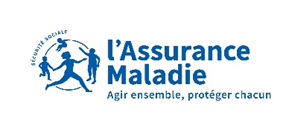 SÉCURITÉ SOCIALE
l'Assurance
Maladie
Agir ensemble, protéger chacun